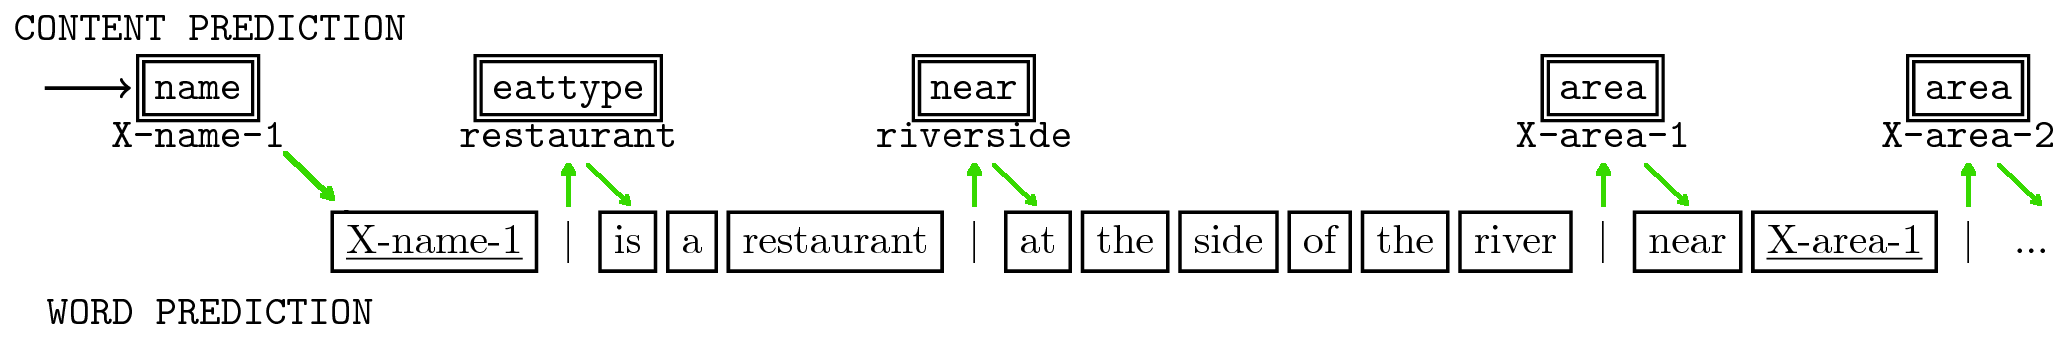 CONTENT PREDICTION
name eattype near area area
X-name-1 restaurant riverside X-area-1 X-area-2
X-name-1 | is a restaurant | at the side of the river | near X-area-1 | ...
WORD PREDICTION